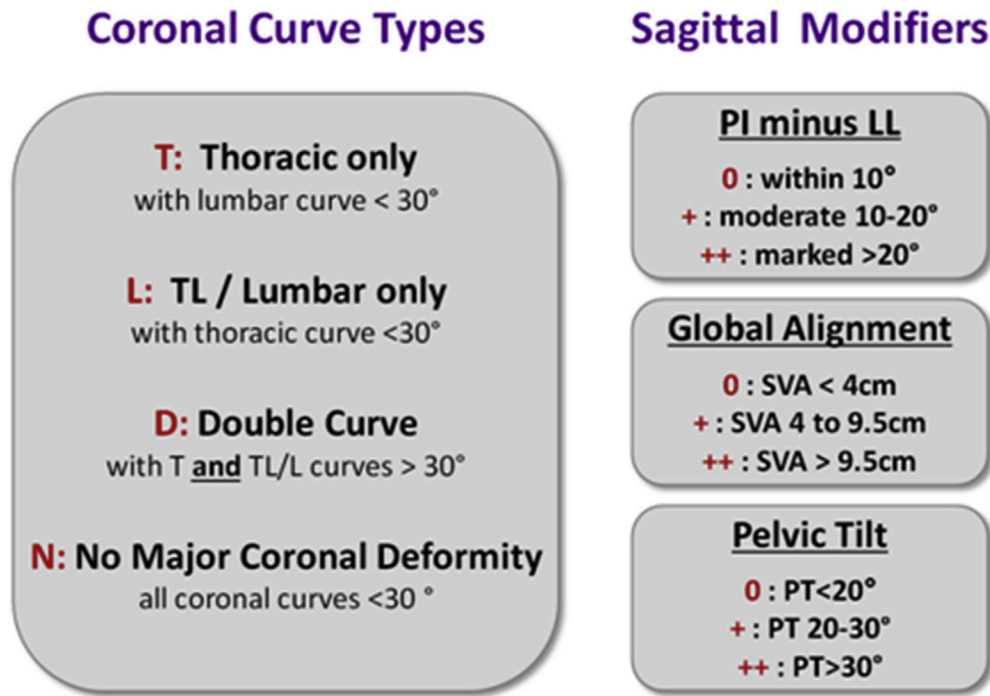 Coronal Curve Types
T: Thoracic only
with lumbar curve < 30°
L: TL / Lumbar only
with thoracic curve <30°
D: Double Curve
with T and TL/L curves > 30°
N: No Major Coronal Deformity
all coronal curves <30 °
Sagittal Modifiers
PI minus LL
0 : within 10°
+ : moderate 10-20°
++ : marked >20°
Global Alignment
0 : SVA < 4cm
+ : SVA 4 to 9.5cm
++ : SVA > 9.5cm
Pelvic Tilt
0 : PT<20°
+ : PT 20-30°
++ : PT>30°